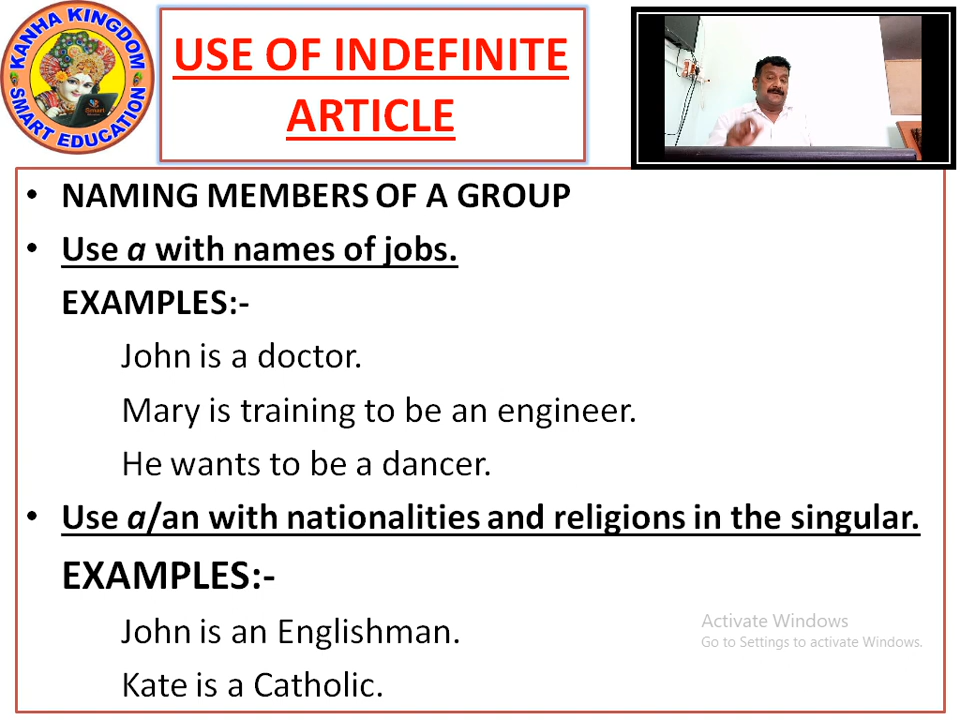 KANHA KINGDOM
SMART EDUCATION
USE OF INDEFINITE
ARTICLE
• NAMING MEMBERS OF A GROUP
• Use a with names of jobs.
EXAMPLES:-
John is a doctor.
Mary is training to be an engineer.
He wants to be a dancer.
• Use a/an with nationalities and religions in the singular.
EXAMPLES:-
John is an Englishman.
Kate is a Catholic.
Activate Windows
Go to Settings to activate Windows.